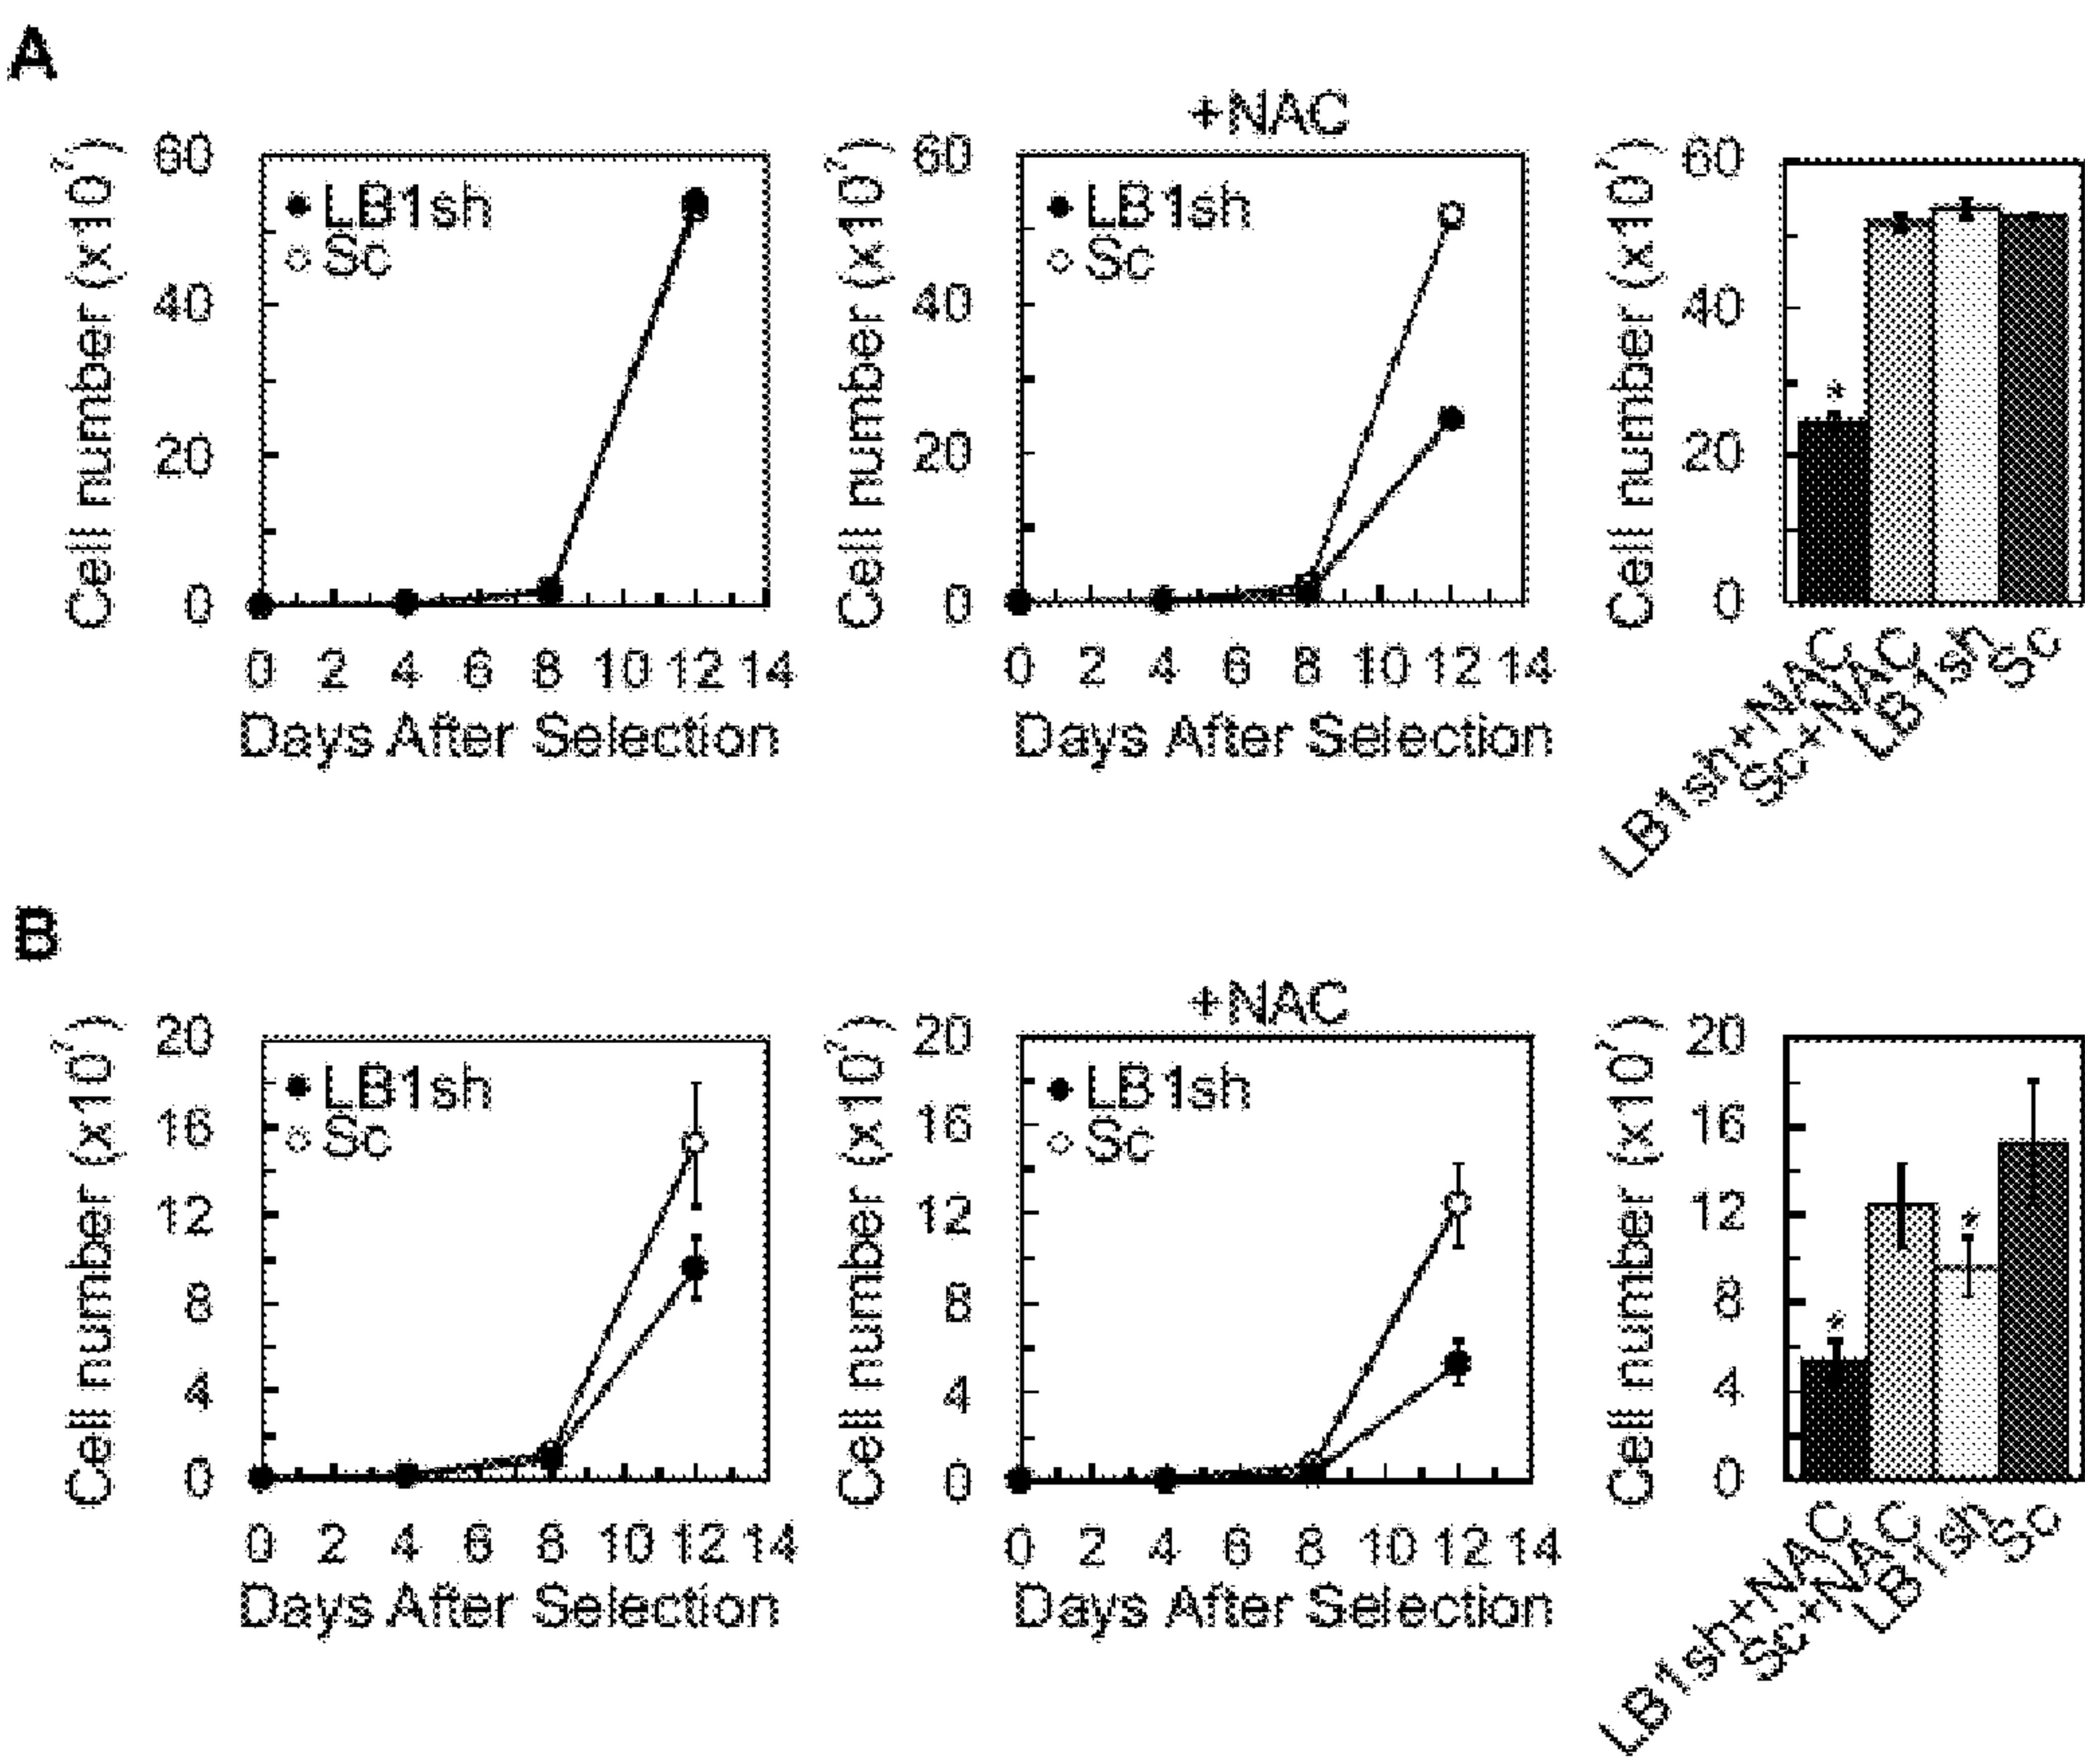 A
+NAC
Cell number (x10⁷)
60
40
20
0
LB1sh
Sc
0 2 4 6 8 10 12 14
Days After Selection
Cell number (x10⁷)
60
40
20
0
LB1sh
Sc
0 2 4 6 8 10 12 14
Days After Selection
Cell number (x10⁷)
60
40
20
0
*
LB1sh+NAC
Sc+NAC
LB1sh
Sc
B
+NAC
Cell number (x10⁷)
20
16
12
8
4
0
LB1sh
Sc
0 2 4 6 8 10 12 14
Days After Selection
Cell number (x10⁷)
20
16
12
8
4
0
LB1sh
Sc
0 2 4 6 8 10 12 14
Days After Selection
Cell number (x10⁷)
20
16
12
8
4
0
*
*
LB1sh+NAC
Sc+NAC
LB1sh
Sc